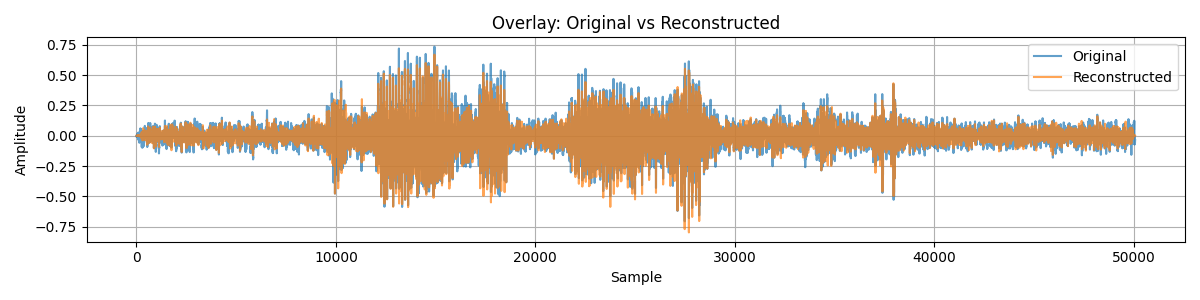 Overlay: Original vs Reconstructed
Original
Reconstructed
Amplitude
0.75
0.50
0.25
0.00
−0.25
−0.50
−0.75
0 10000 20000 30000 40000 50000
Sample